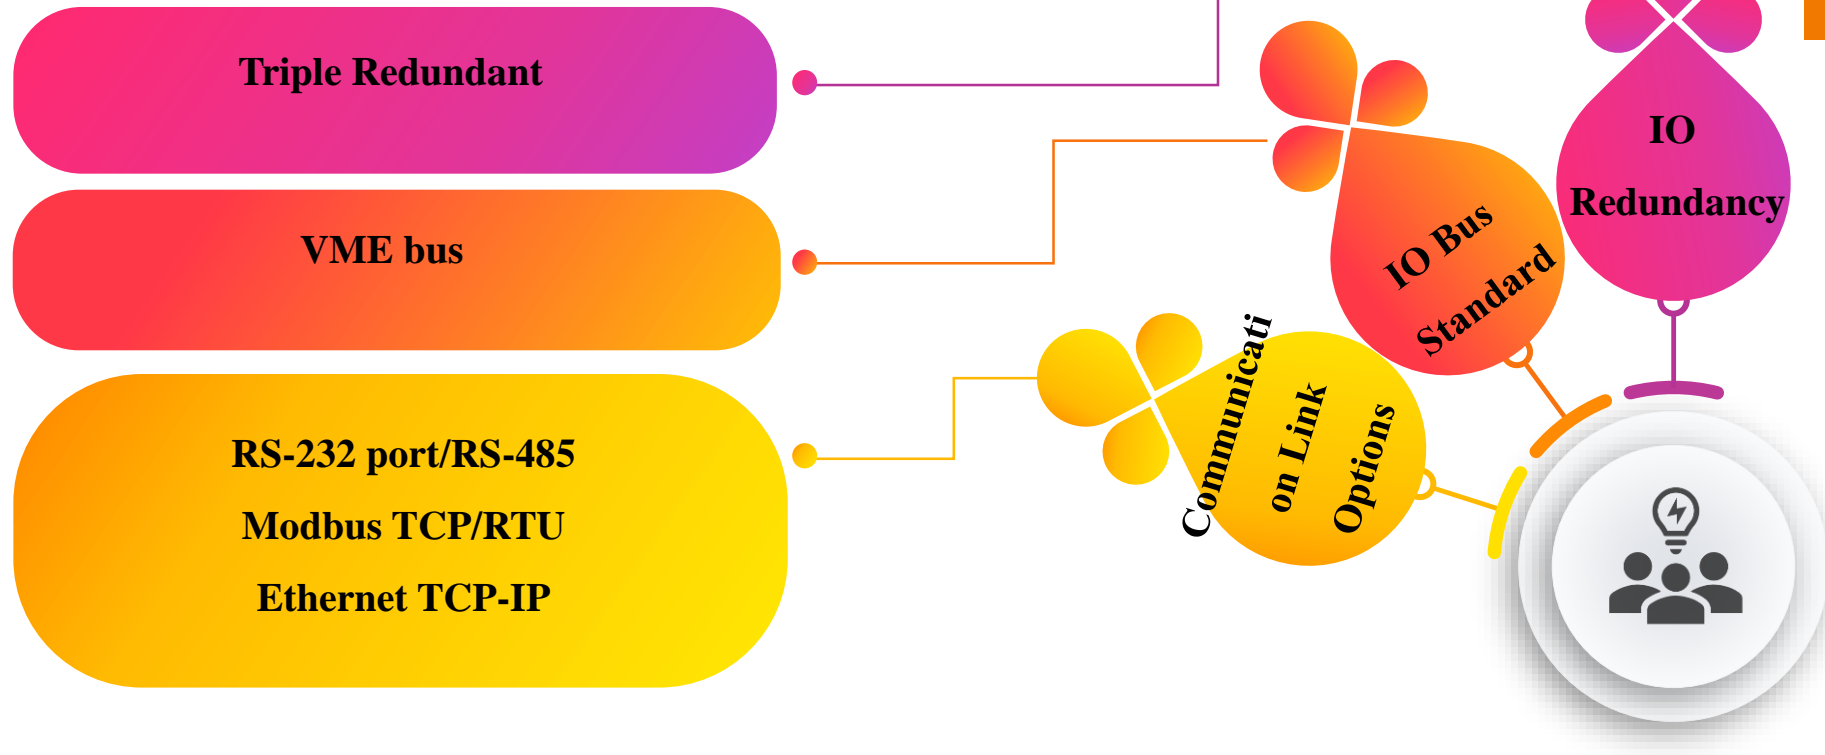 Triple Redundant
VME bus
RS-232 port/RS-485
Modbus TCP/RTU
Ethernet TCP-IP
IO
Redundancy
IO Bus
Standard
Communicati
on Link
Options